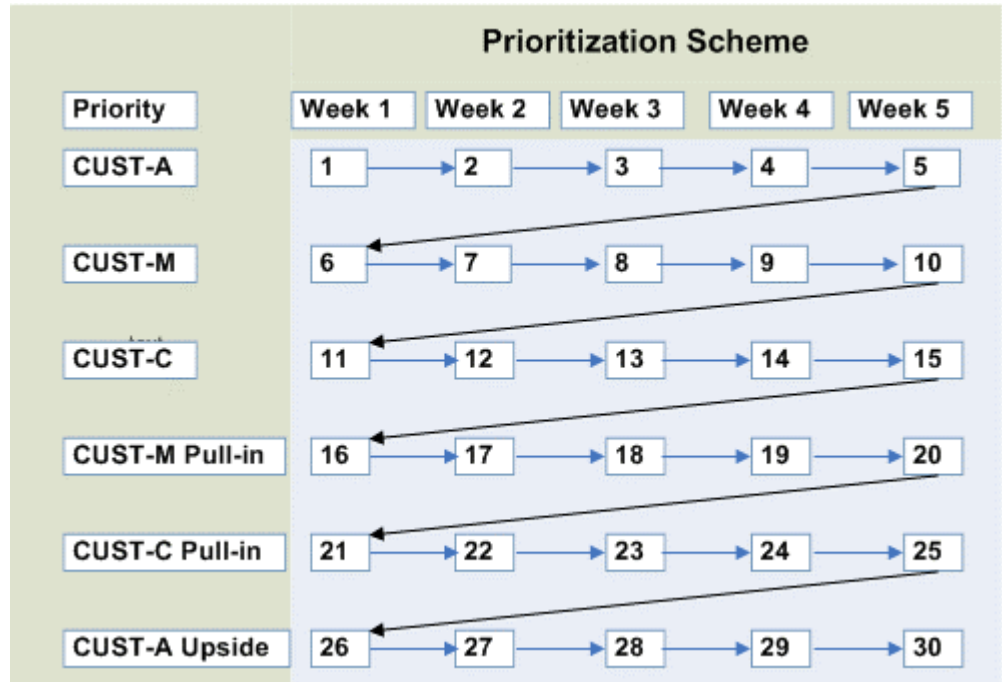 Prioritization Scheme
Priority Week 1 Week 2 Week 3 Week 4 Week 5
CUST-A 1 2 3 4 5
CUST-M 6 7 8 9 10
CUST-C 11 12 13 14 15
CUST-M Pull-in 16 17 18 19 20
CUST-C Pull-in 21 22 23 24 25
CUST-A Upside 26 27 28 29 30